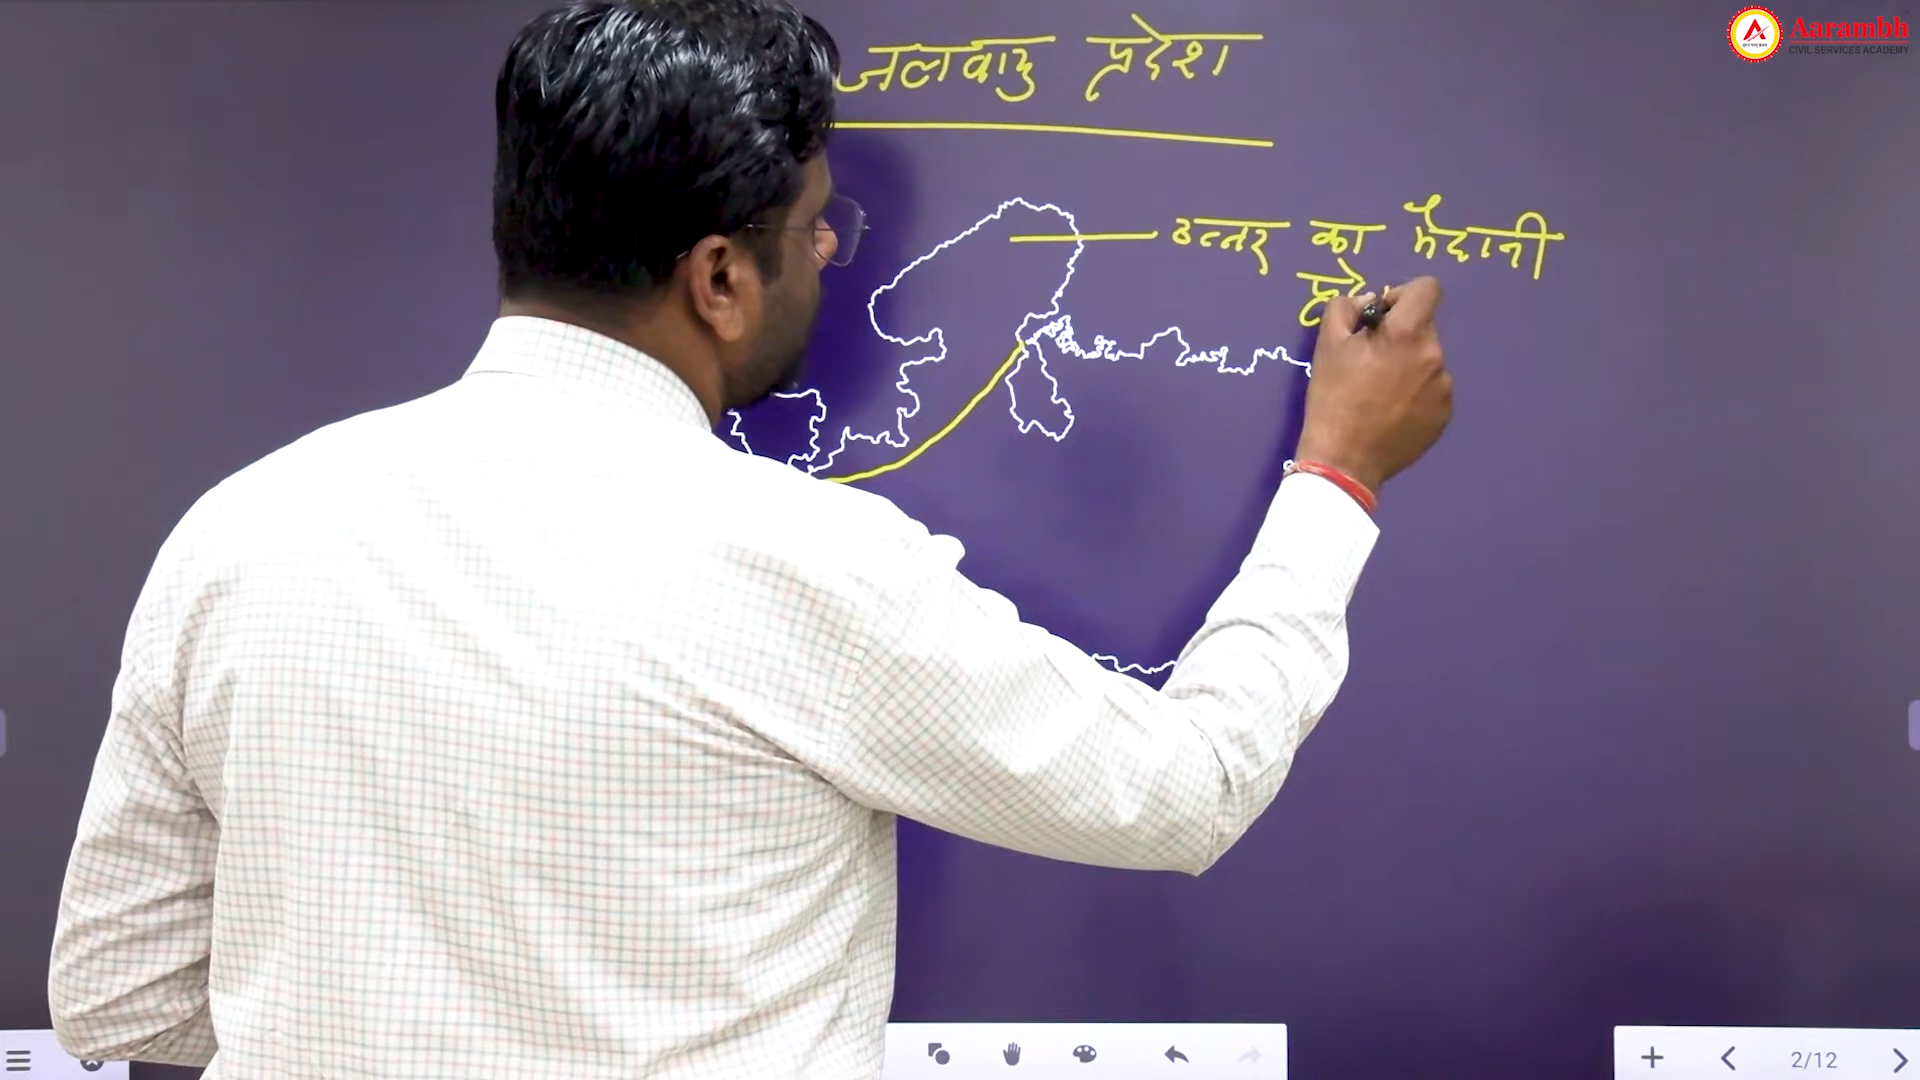 Aarambh
CIVIL SERVICES ACADEMY
जलवायु प्रदेश
उत्तर का मैदानी
2/12